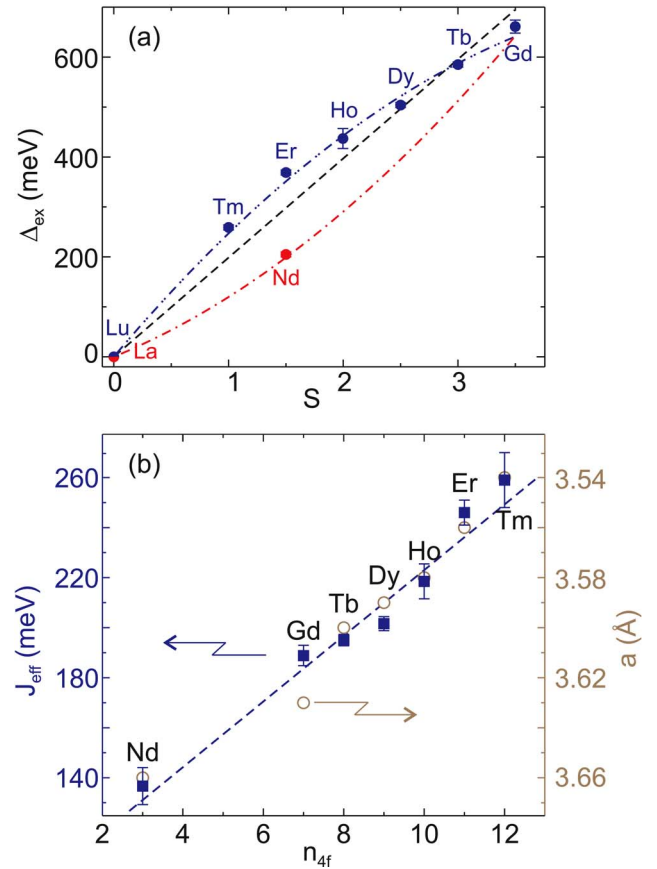 (a)
600
400
200
0
Δex (meV)
Lu
La
Tm
Er
Nd
Ho
Dy
Tb
Gd
0
1
2
3
S
(b)
260
220
180
140
Jeff (meV)
Nd
Gd
Tb
Dy
Ho
Er
Tm
3.54
3.58
3.62
3.66
a (Å)
2
4
6
8
10
12
n4f